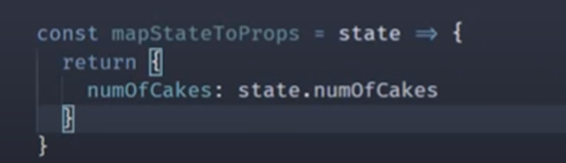 const mapStateToProps = state => {
  return {
    numOfCakes: state.numOfCakes
  }
}